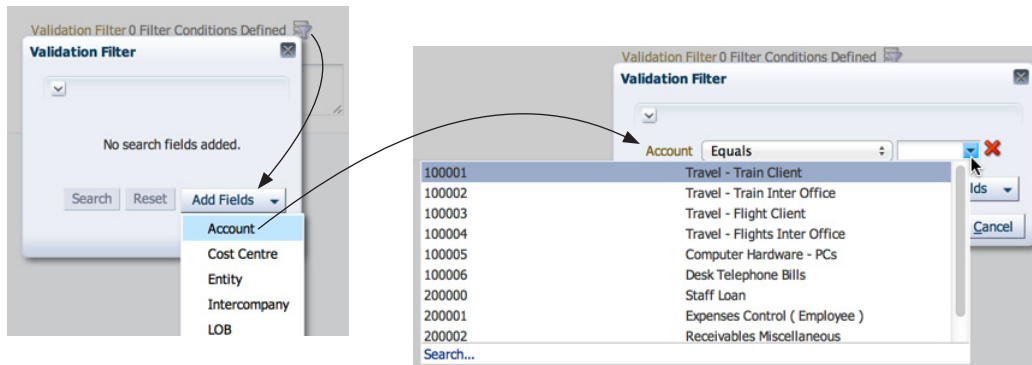 Validation Filter 0 Filter Conditions Defined
Validation Filter
No search fields added.
Search Reset Add Fields
Account
Cost Centre
Entity
Intercompany
LOB
Validation Filter 0 Filter Conditions Defined
Validation Filter
Account Equals
100001 Travel - Train Client
100002 Travel - Train Inter Office
100003 Travel - Flight Client
100004 Travel - Flights Inter Office
100005 Computer Hardware - PCs
100006 Desk Telephone Bills
200000 Staff Loan
200001 Expenses Control ( Employee )
200002 Receivables Miscellaneous
Search...
lds
Cancel